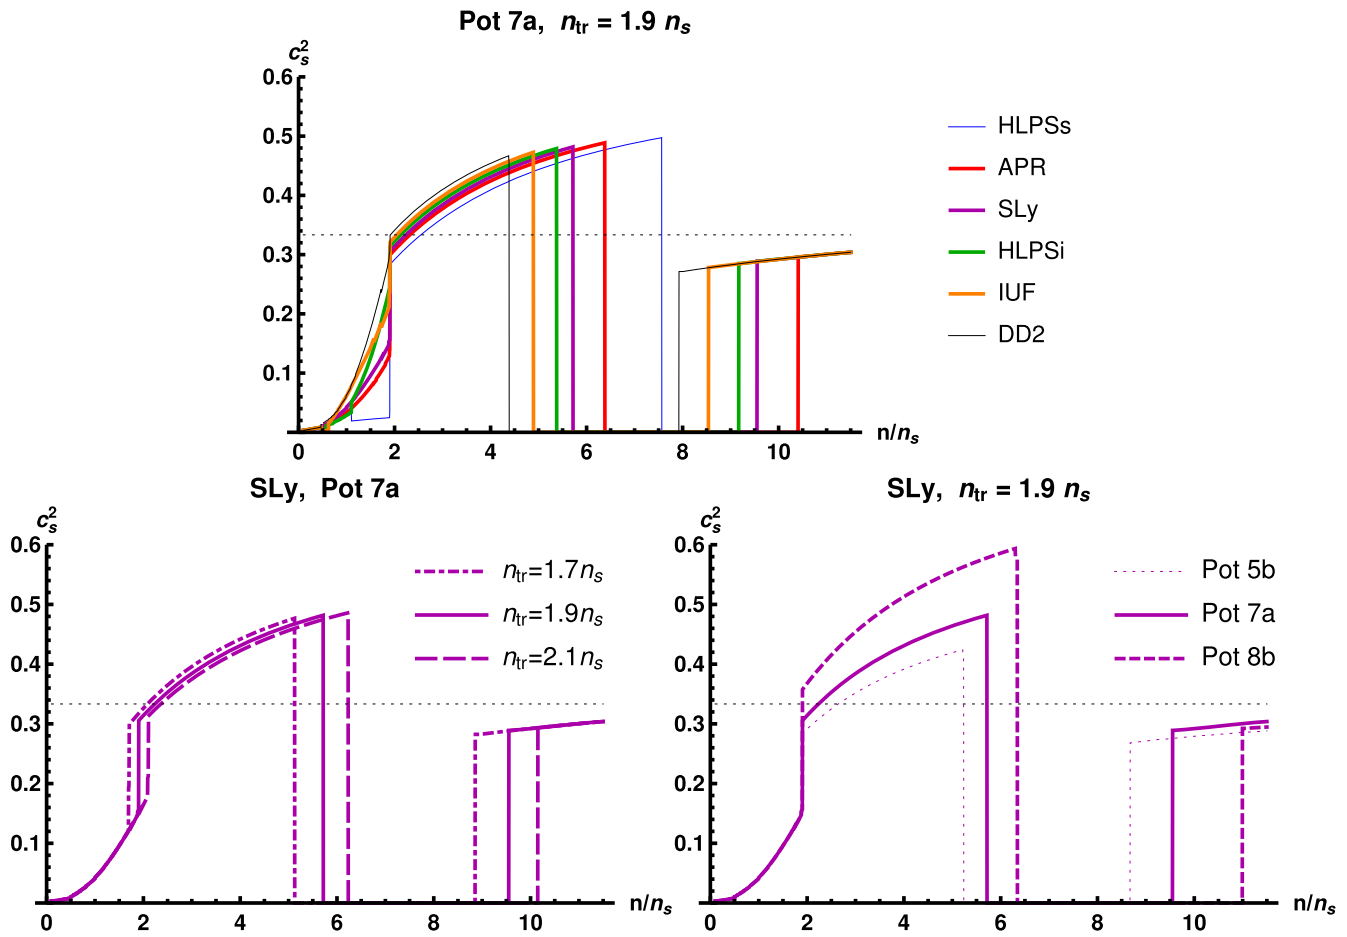 Pot 7a, n_tr = 1.9 n_s
c_s^2
0.6
0.5
0.4
0.3
0.2
0.1
0 2 4 6 8 10
n/n_s
HLPSs
APR
SLy
HLPSi
IUF
DD2
SLy, Pot 7a
c_s^2
0.6
0.5
0.4
0.3
0.2
0.1
0 2 4 6 8 10
n/n_s
n_tr=1.7n_s
n_tr=1.9n_s
n_tr=2.1n_s
SLy, n_tr = 1.9 n_s
c_s^2
0.6
0.5
0.4
0.3
0.2
0.1
0 2 4 6 8 10
n/n_s
Pot 5b
Pot 7a
Pot 8b